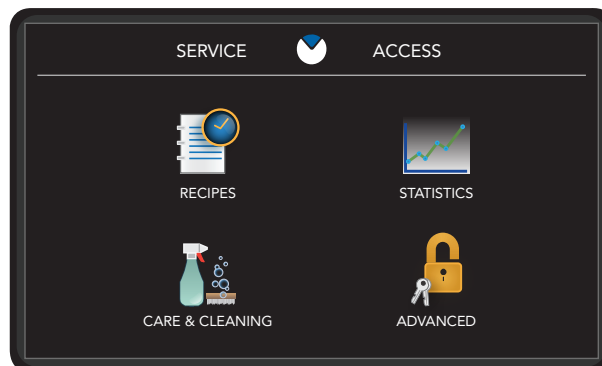 SERVICE ACCESS
RECIPES STATISTICS
CARE & CLEANING ADVANCED